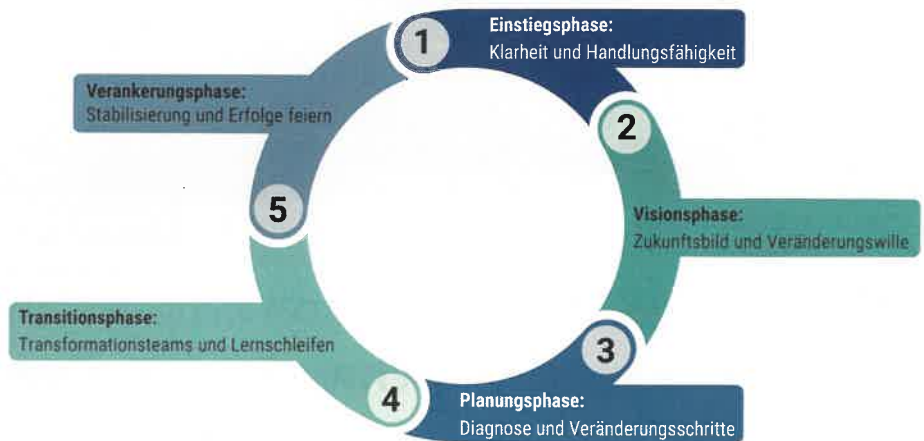 1
Einstiegsphase:
Klarheit und Handlungsfähigkeit
2
Visionsphase:
Zukunftsbild und Veränderungswille
3
Planungsphase:
Diagnose und Veränderungsschritte
4
Transitionsphase:
Transformationsteams und Lernschleifen
5
Verankerungsphase:
Stabilisierung und Erfolge feiern